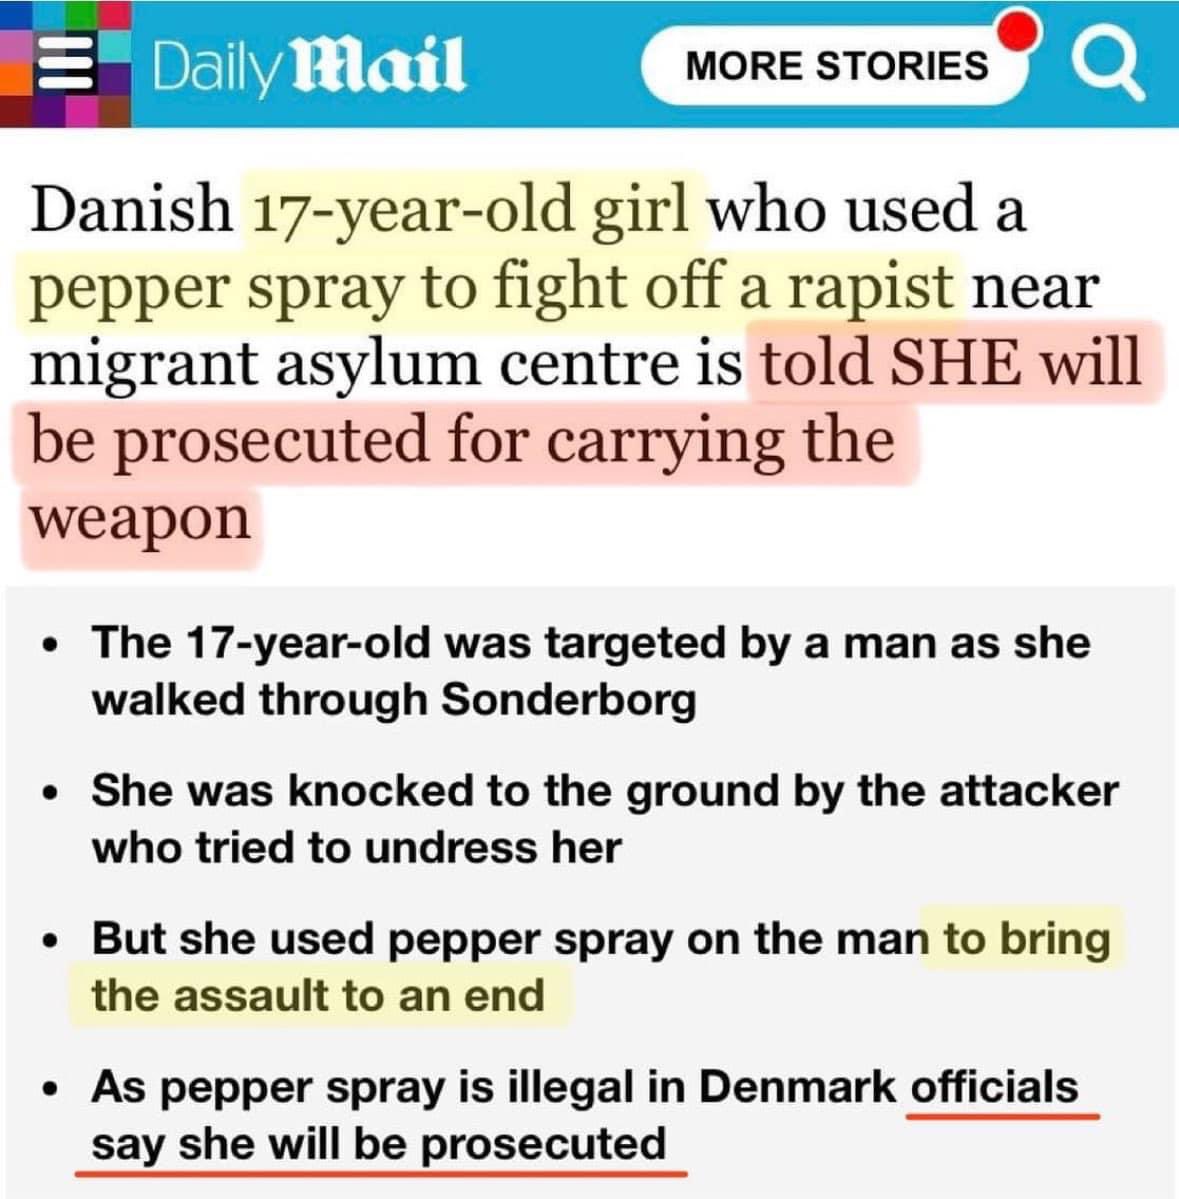 Daily Mail
MORE STORIES
Danish 17-year-old girl who used a
pepper spray to fight off a rapist near
migrant asylum centre is told SHE will
be prosecuted for carrying the
weapon
• The 17-year-old was targeted by a man as she
walked through Sonderborg
• She was knocked to the ground by the attacker
who tried to undress her
• But she used pepper spray on the man to bring
the assault to an end
• As pepper spray is illegal in Denmark officials
say she will be prosecuted